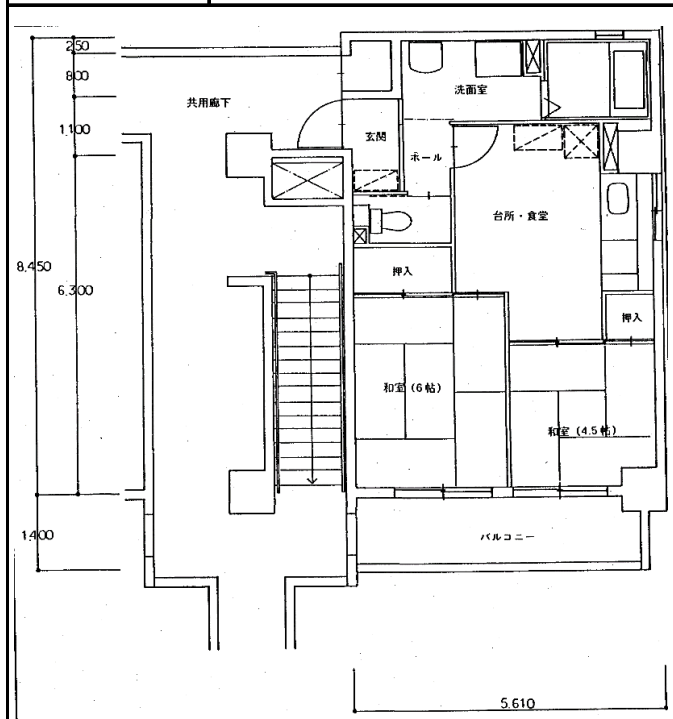 250
800
洗面室
共用廊下
1,100
玄関
ホール
台所・食堂
8,450
6,300
押入
押入
和室 (6帖)
和室 (4.5帖)
1,400
バルコニー
5,610